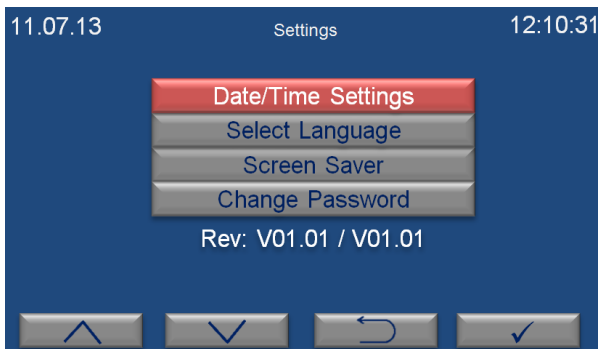 11.07.13 Settings 12:10:31
Date/Time Settings
Select Language
Screen Saver
Change Password
Rev: V01.01 / V01.01